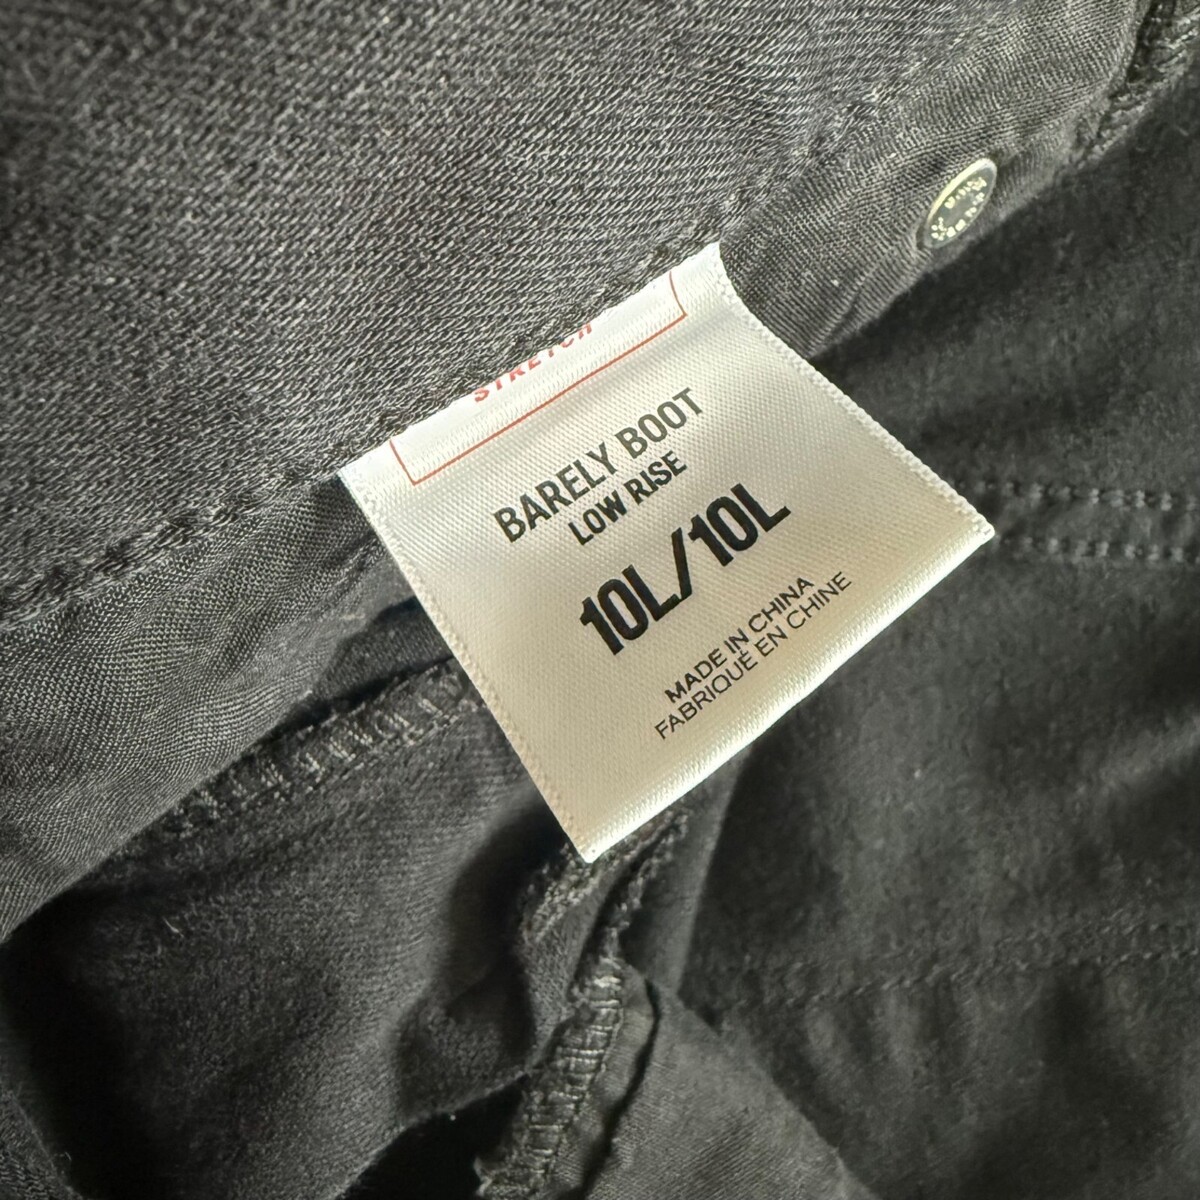 STRETCH
BARELY BOOT
LOW RISE
10L/10L
MADE IN CHINA
FABRIQUÉ EN CHINE